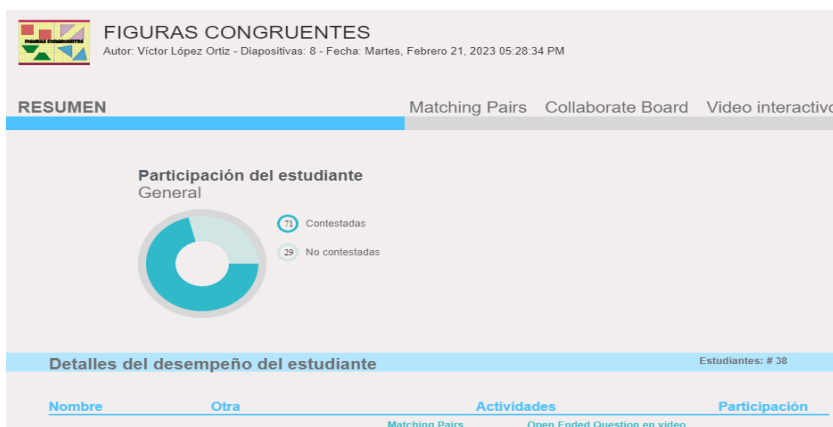 FIGURAS CONGRUENTES
FIGURAS CONGRUENTES
Autor: Víctor López Ortiz - Diapositivas: 8 - Fecha: Martes, Febrero 21, 2023 05:28:34 PM
RESUMEN Matching Pairs Collaborate Board Video interactivo
Participación del estudiante
General
71 Contestadas
29 No contestadas
Detalles del desempeño del estudiante Estudiantes: # 38
Nombre Otra Actividades Participación
Matching Pairs Open Ended Question en video